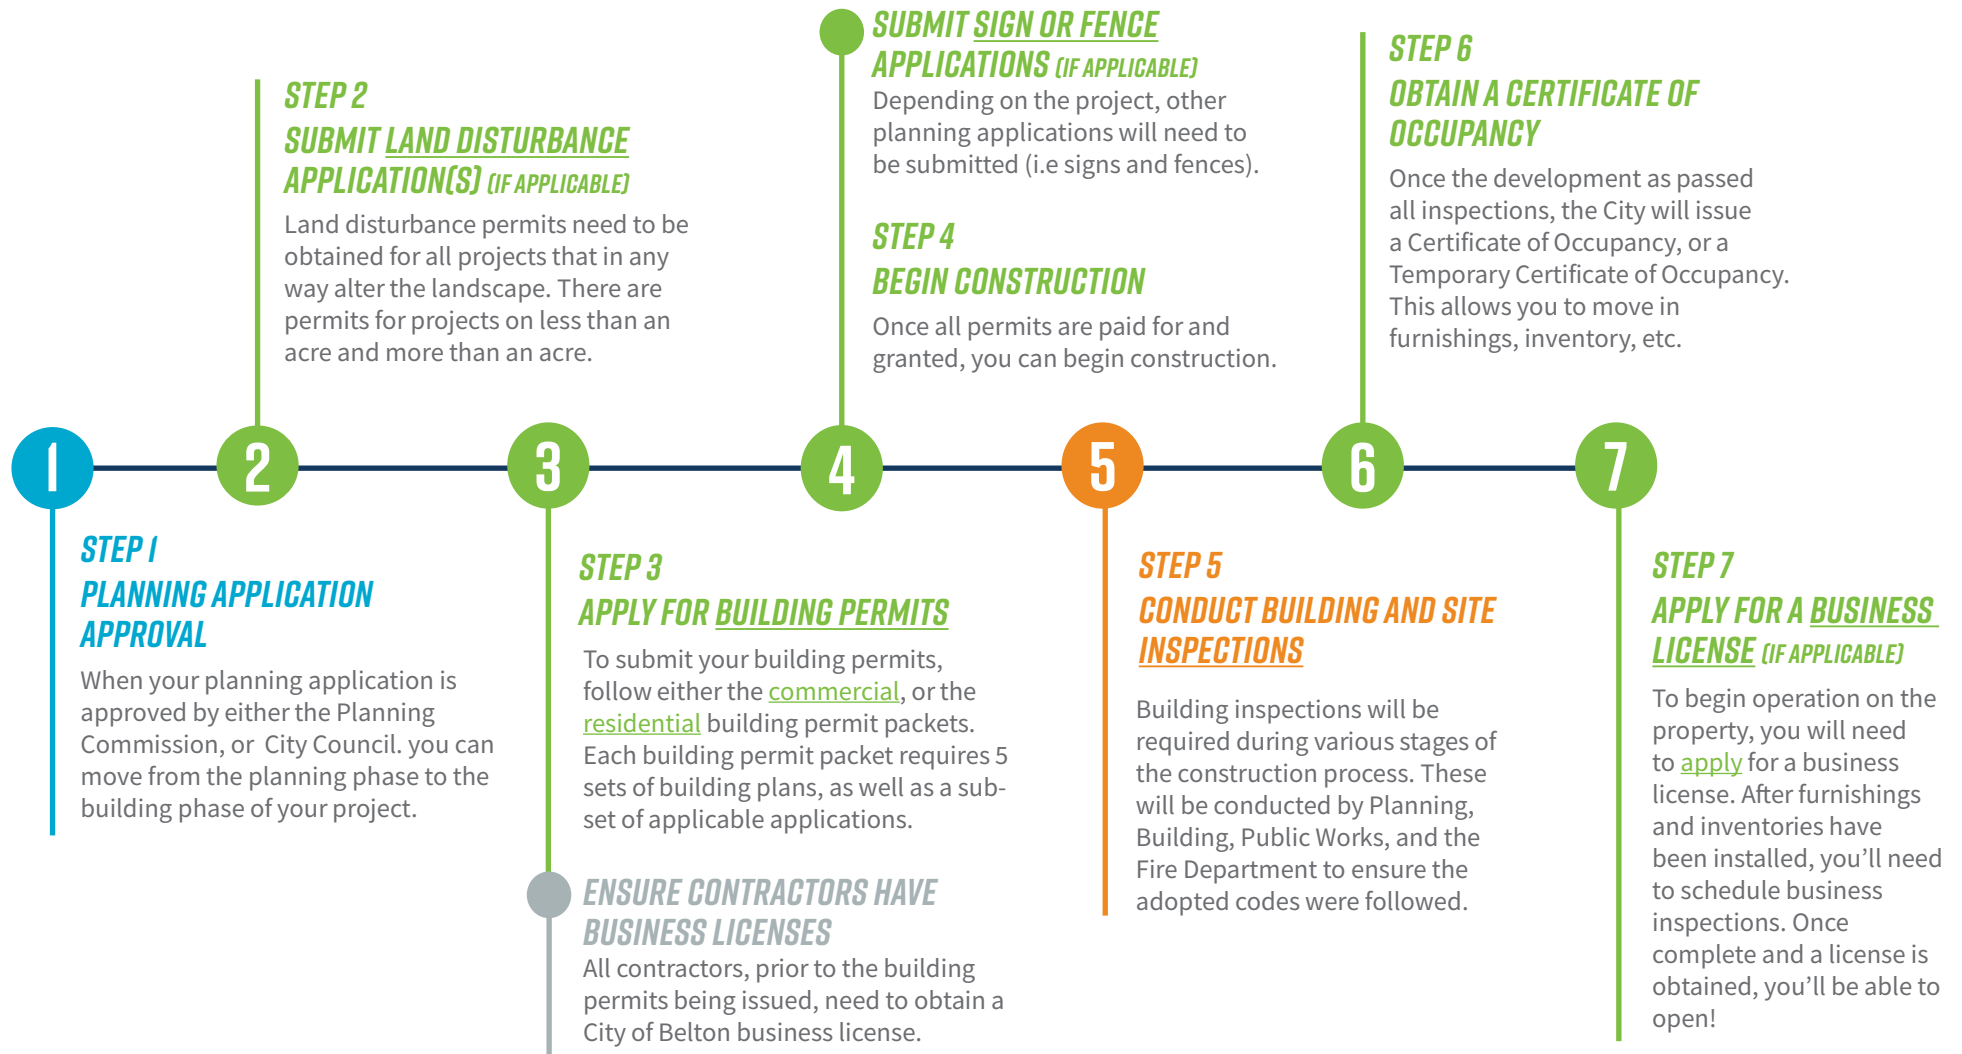 1
STEP 1
PLANNING APPLICATION
APPROVAL
When your planning application is
approved by either the Planning
Commission, or  City Council. you can
move from the planning phase to the
building phase of your project.
2
STEP 2
SUBMIT LAND DISTURBANCE
APPLICATION(S) (IF APPLICABLE)
Land disturbance permits need to be
obtained for all projects that in any
way alter the landscape. There are
permits for projects on less than an
acre and more than an acre.
3
STEP 3
APPLY FOR BUILDING PERMITS
To submit your building permits,
follow either the commercial, or the
residential building permit packets.
Each building permit packet requires 5
sets of building plans, as well as a sub-
set of applicable applications.
ENSURE CONTRACTORS HAVE
BUSINESS LICENSES
All contractors, prior to the building
permits being issued, need to obtain a
City of Belton business license.
SUBMIT SIGN OR FENCE
APPLICATIONS (IF APPLICABLE)
Depending on the project, other
planning applications will need to
be submitted (i.e signs and fences).
4
STEP 4
BEGIN CONSTRUCTION
Once all permits are paid for and
granted, you can begin construction.
5
STEP 5
CONDUCT BUILDING AND SITE
INSPECTIONS
Building inspections will be
required during various stages of
the construction process. These
will be conducted by Planning,
Building, Public Works, and the
Fire Department to ensure the
adopted codes were followed.
6
STEP 6
OBTAIN A CERTIFICATE OF
OCCUPANCY
Once the development as passed
all inspections, the City will issue
a Certificate of Occupancy, or a
Temporary Certificate of Occupancy.
This allows you to move in
furnishings, inventory, etc.
7
STEP 7
APPLY FOR A BUSINESS
LICENSE (IF APPLICABLE)
To begin operation on the
property, you will need
to apply for a business
license. After furnishings
and inventories have
been installed, you’ll need
to schedule business
inspections. Once
complete and a license is
obtained, you’ll be able to
open!